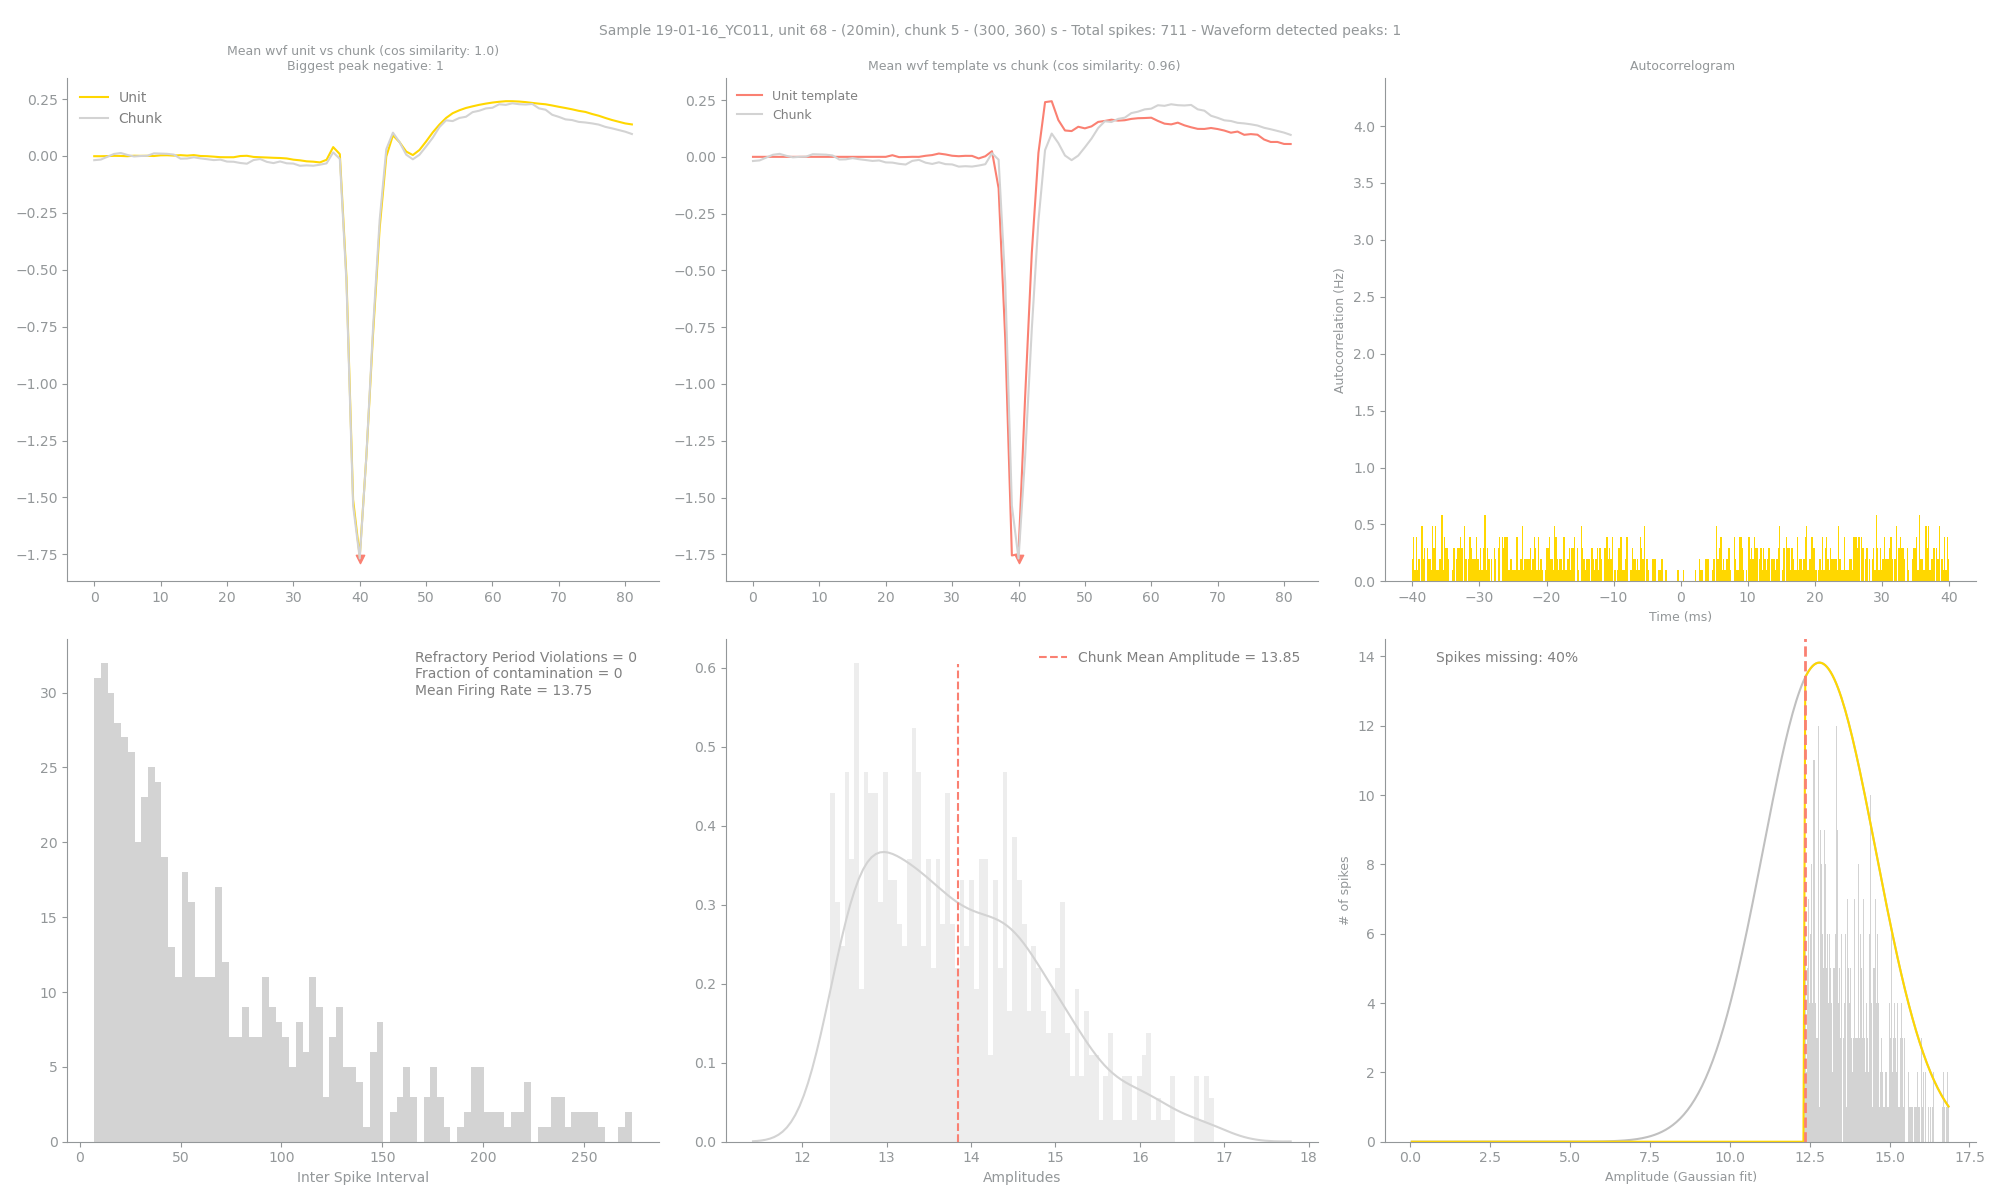 Sample 19-01-16_YC011, unit 68 - (20min), chunk 5 - (300, 360) s - Total spikes: 711 - Waveform detected peaks: 1
Mean wvf unit vs chunk (cos similarity: 1.0)
Biggest peak negative: 1
Unit
Chunk
0.25
0.00
−0.25
−0.50
−0.75
−1.00
−1.25
−1.50
−1.75
0 10 20 30 40 50 60 70 80
Mean wvf template vs chunk (cos similarity: 0.96)
Unit template
Chunk
0.25
0.00
−0.25
−0.50
−0.75
−1.00
−1.25
−1.50
−1.75
0 10 20 30 40 50 60 70 80
Autocorrelogram
Autocorrelation (Hz)
4.0
3.5
3.0
2.5
2.0
1.5
1.0
0.5
0.0
−40 −30 −20 −10 0 10 20 30 40
Time (ms)
Refractory Period Violations = 0
Fraction of contamination = 0
Mean Firing Rate = 13.75
30
25
20
15
10
5
0
0 50 100 150 200 250
Inter Spike Interval
Chunk Mean Amplitude = 13.85
0.6
0.5
0.4
0.3
0.2
0.1
0.0
12 13 14 15 16 17 18
Amplitudes
Spikes missing: 40%
# of spikes
14
12
10
8
6
4
2
0
0.0 2.5 5.0 7.5 10.0 12.5 15.0 17.5
Amplitude (Gaussian fit)